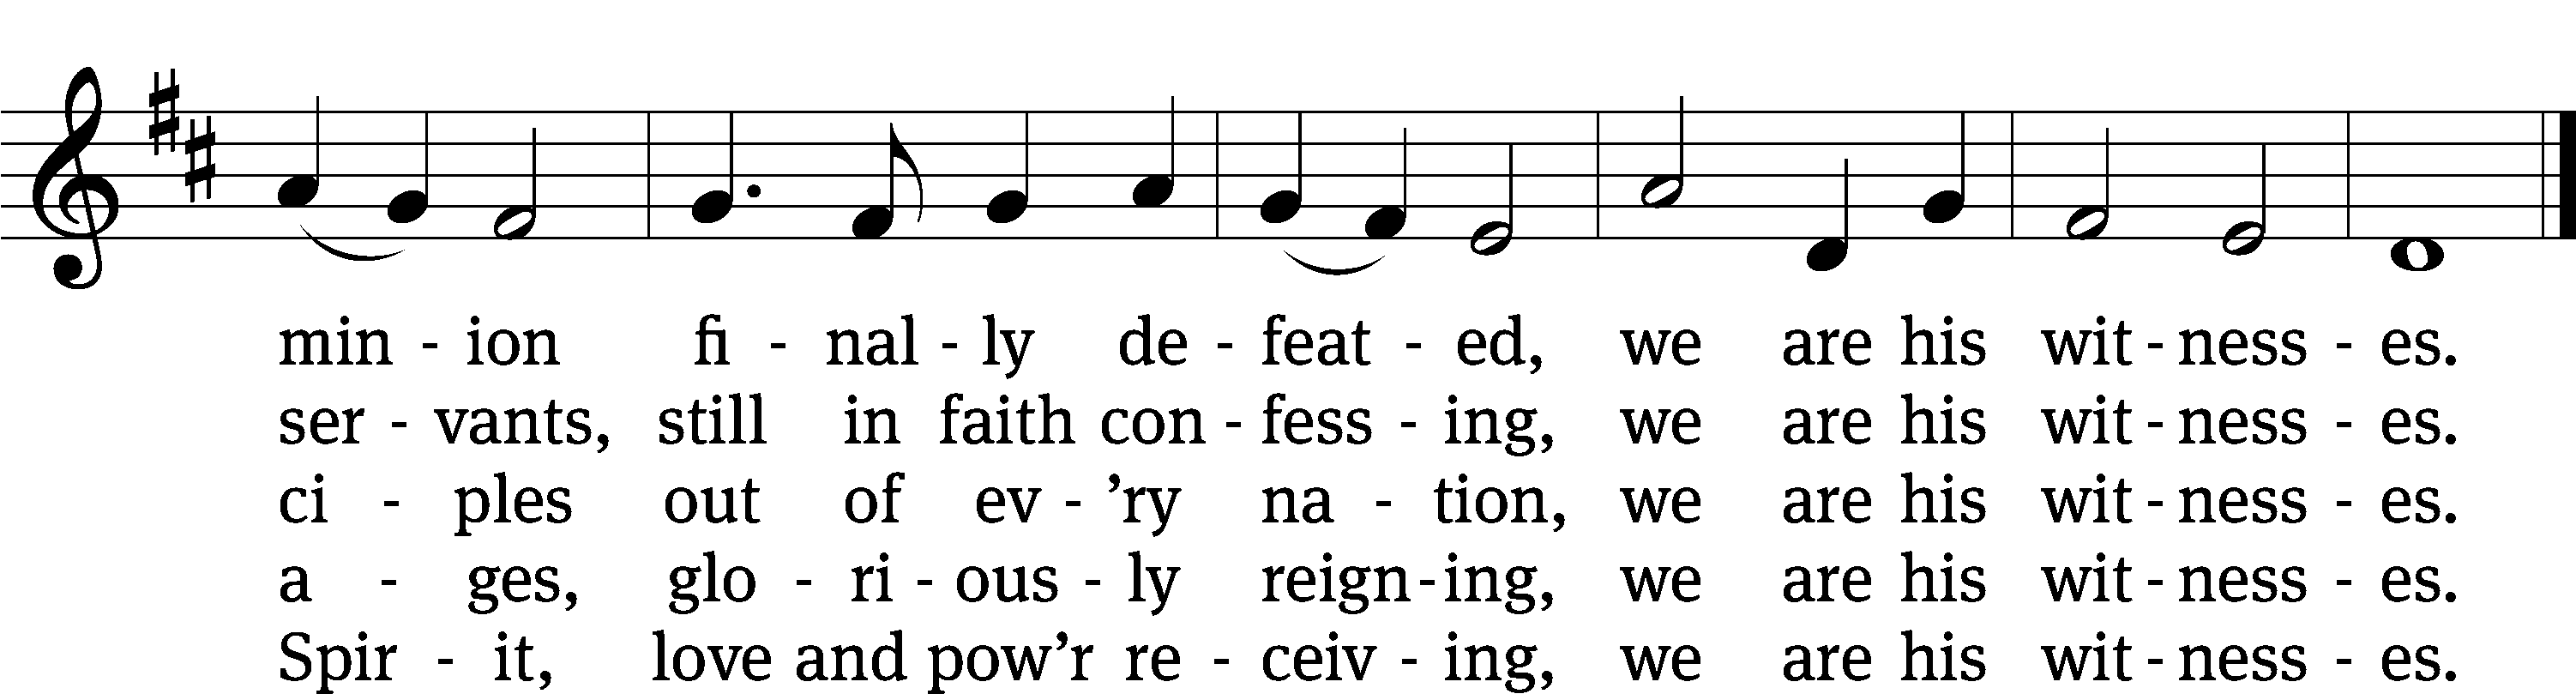 min - ion fi - nal - ly de - feat - ed, we are his wit - ness - es.
ser - vants, still in faith con - fess - ing, we are his wit - ness - es.
ci - ples out of ev - ’ry na - tion, we are his wit - ness - es.
a - ges, glo - ri - ous - ly reign - ing, we are his wit - ness - es.
Spir - it, love and pow’r re - ceiv - ing, we are his wit - ness - es.